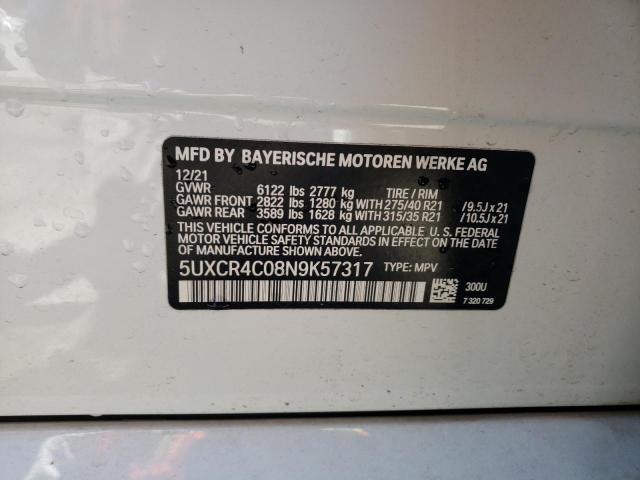 MFD BY BAYERISCHE MOTOREN WERKE AG
12/21
GVWR 6122 lbs 2777 kg TIRE / RIM
GAWR FRONT 2822 lbs 1280 kg WITH 275/40 R21 /9.5J x 21
GAWR REAR 3589 lbs 1628 kg WITH 315/35 R21 /10.5J x 21
THIS VEHICLE CONFORMS TO ALL APPLICABLE U. S. FEDERAL
MOTOR VEHICLE SAFETY STANDARDS IN EFFECT ON THE DATE
OF MANUFACTURE SHOWN ABOVE.
5UXCR4C08N9K57317 TYPE: MPV
300U
7 320 729